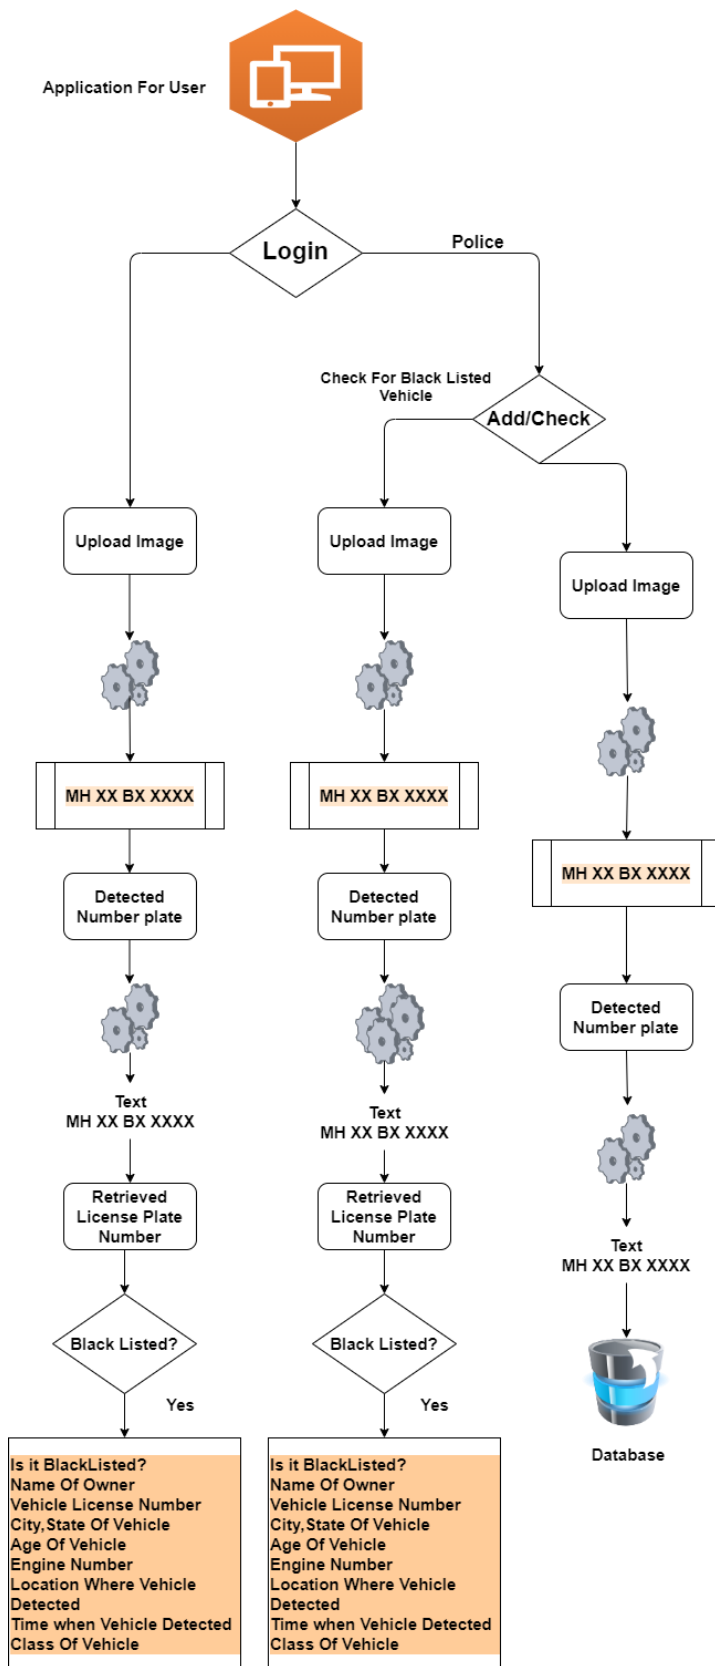 Application For User
Login
Police
Check For Black Listed
Vehicle
Add/Check
Upload Image
Upload Image
Upload Image
MH XX BX XXXX
MH XX BX XXXX
MH XX BX XXXX
Detected
Number plate
Detected
Number plate
Detected
Number plate
Text
MH XX BX XXXX
Text
MH XX BX XXXX
Text
MH XX BX XXXX
Retrieved
License Plate
Number
Retrieved
License Plate
Number
Black Listed?
Black Listed?
Yes
Yes
Database
Is it BlackListed?
Name Of Owner
Vehicle License Number
City,State Of Vehicle
Age Of Vehicle
Engine Number
Location Where Vehicle
Detected
Time when Vehicle Detected
Class Of Vehicle
Is it BlackListed?
Name Of Owner
Vehicle License Number
City,State Of Vehicle
Age Of Vehicle
Engine Number
Location Where Vehicle
Detected
Time when Vehicle Detected
Class Of Vehicle